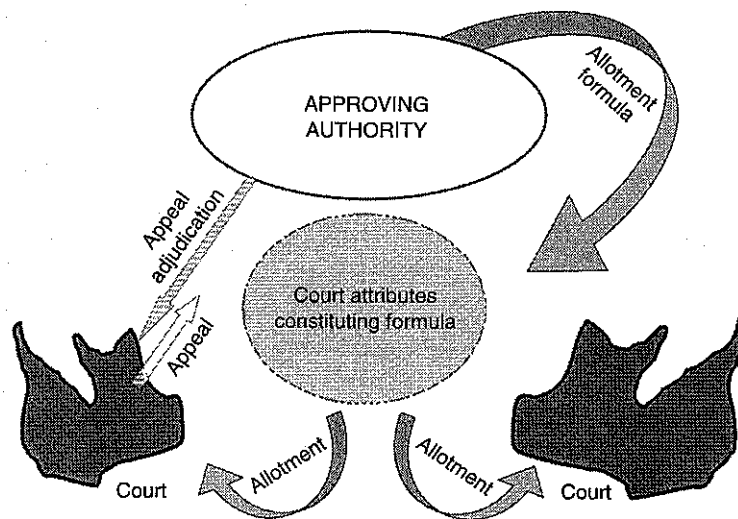 APPROVING
AUTHORITY
Allotment
formula
Appeal
adjudication
Court attributes
constituting formula
Appeal
Allotment
Allotment
Court
Court